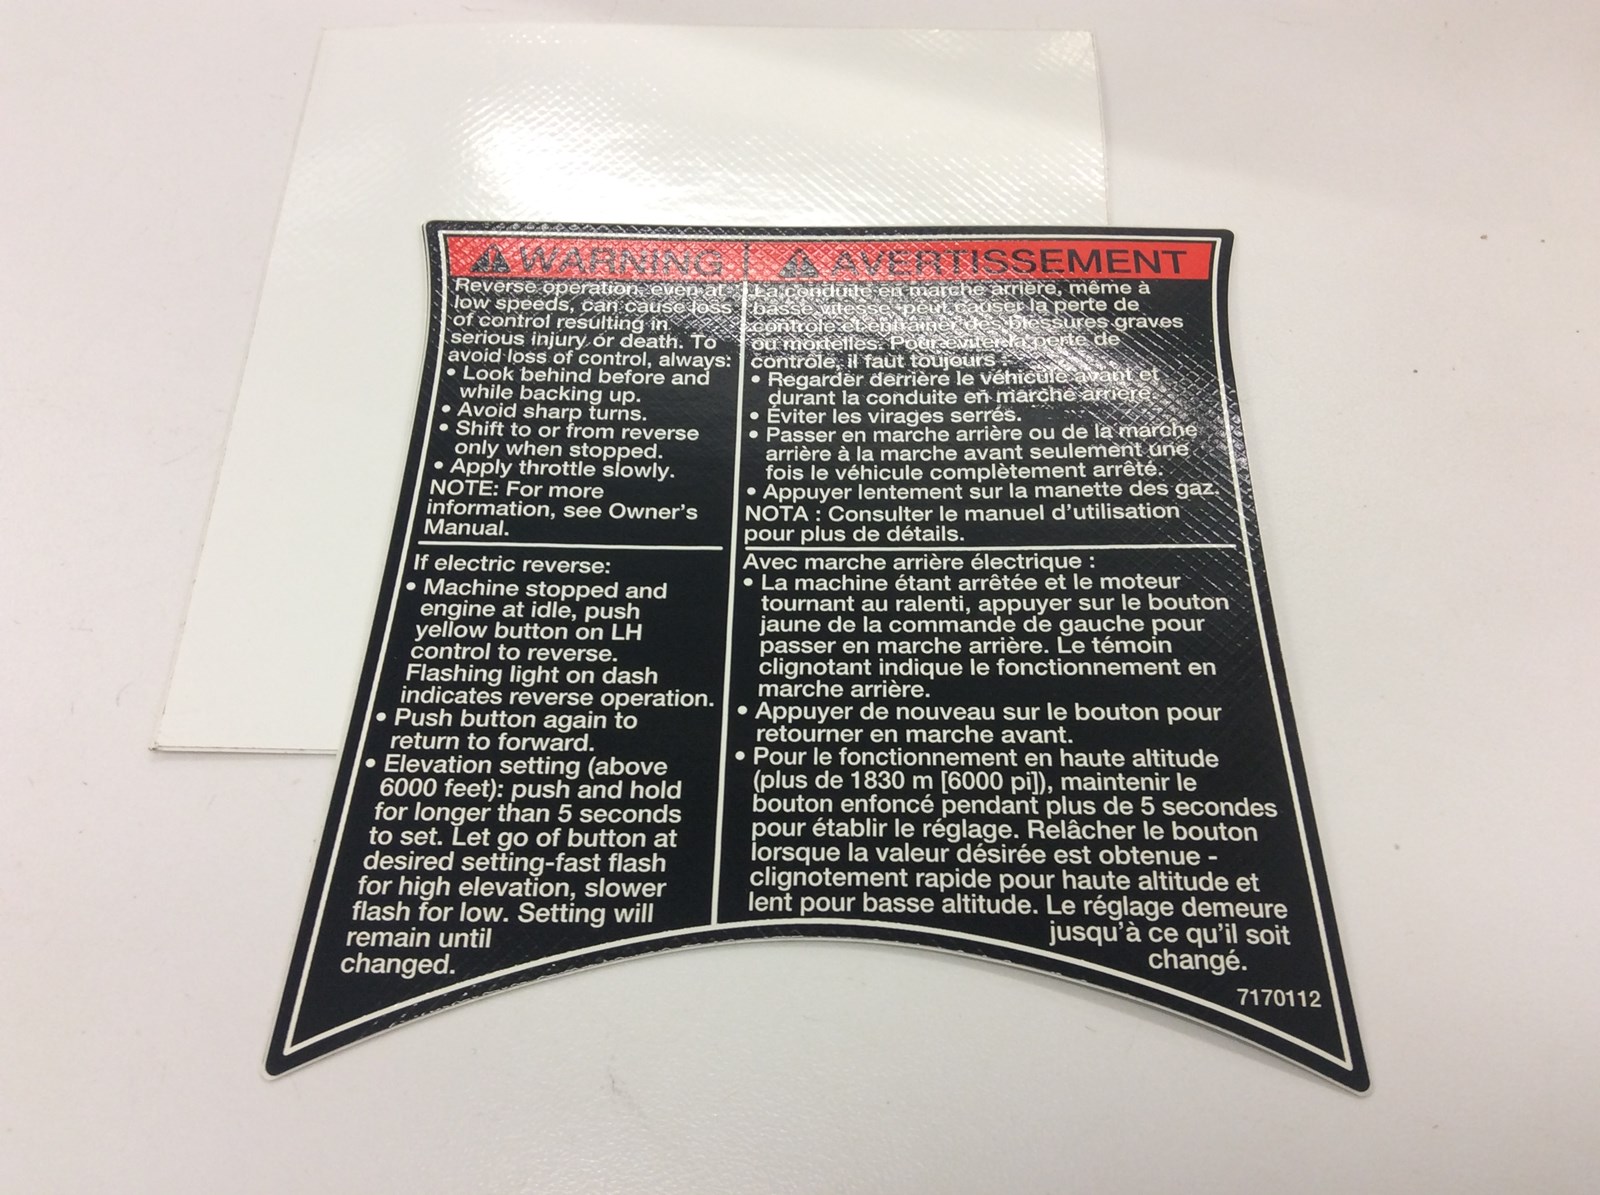 WARNING
Reverse operation, even at
low speeds, can cause loss
of control resulting in
serious injury or death. To
avoid loss of control, always:
• Look behind before and
while backing up.
• Avoid sharp turns.
• Shift to or from reverse
only when stopped.
• Apply throttle slowly.
NOTE: For more
information, see Owner's
Manual.
If electric reverse:
• Machine stopped and
engine at idle, push
yellow button on LH
control to reverse.
Flashing light on dash
indicates reverse operation.
• Push button again to
return to forward.
• Elevation setting (above
6000 feet): push and hold
for longer than 5 seconds
to set. Let go of button at
desired setting-fast flash
for high elevation, slower
flash for low. Setting will
remain until
changed.
AVERTISSEMENT
La conduite en marche arrière, même à
basse vitesse, peut causer la perte de
contrôle et entraîner des blessures graves
ou mortelles. Pour éviter la perte de
contrôle, il faut toujours :
• Regarder derrière le véhicule avant et
durant la conduite en marche arrière.
• Éviter les virages serrés.
• Passer en marche arrière ou de la marche
arrière à la marche avant seulement une
fois le véhicule complètement arrêté.
• Appuyer lentement sur la manette des gaz.
NOTA : Consulter le manuel d'utilisation
pour plus de détails.
Avec marche arrière électrique :
• La machine étant arrêtée et le moteur
tournant au ralenti, appuyer sur le bouton
jaune de la commande de gauche pour
passer en marche arrière. Le témoin
clignotant indique le fonctionnement en
marche arrière.
• Appuyer de nouveau sur le bouton pour
retourner en marche avant.
• Pour le fonctionnement en haute altitude
(plus de 1830 m [6000 pi]), maintenir le
bouton enfoncé pendant plus de 5 secondes
pour établir le réglage. Relâcher le bouton
lorsque la valeur désirée est obtenue -
clignotement rapide pour haute altitude et
lent pour basse altitude. Le réglage demeure
jusqu'à ce qu'il soit
changé.
7170112